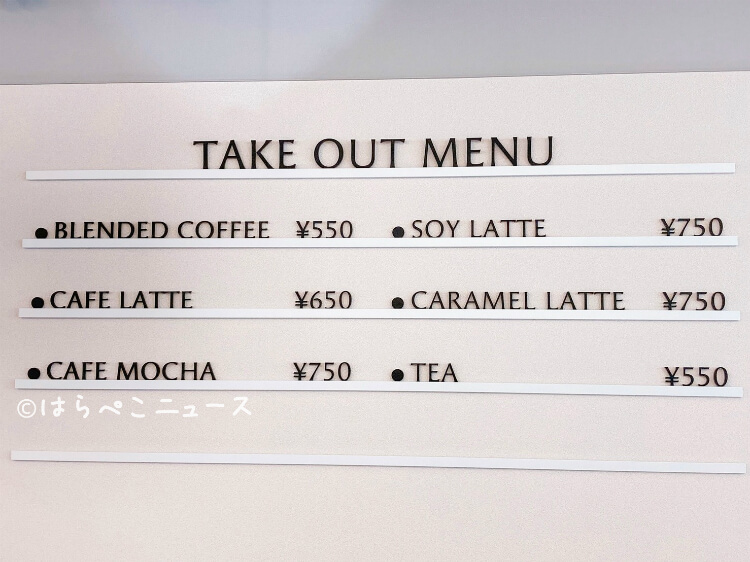 TAKE OUT MENU
● BLENDED COFFEE ¥550
● SOY LATTE ¥750
● CAFE LATTE ¥650
● CARAMEL LATTE ¥750
● CAFE MOCHA ¥750
● TEA ¥550
©はらぺこニュース